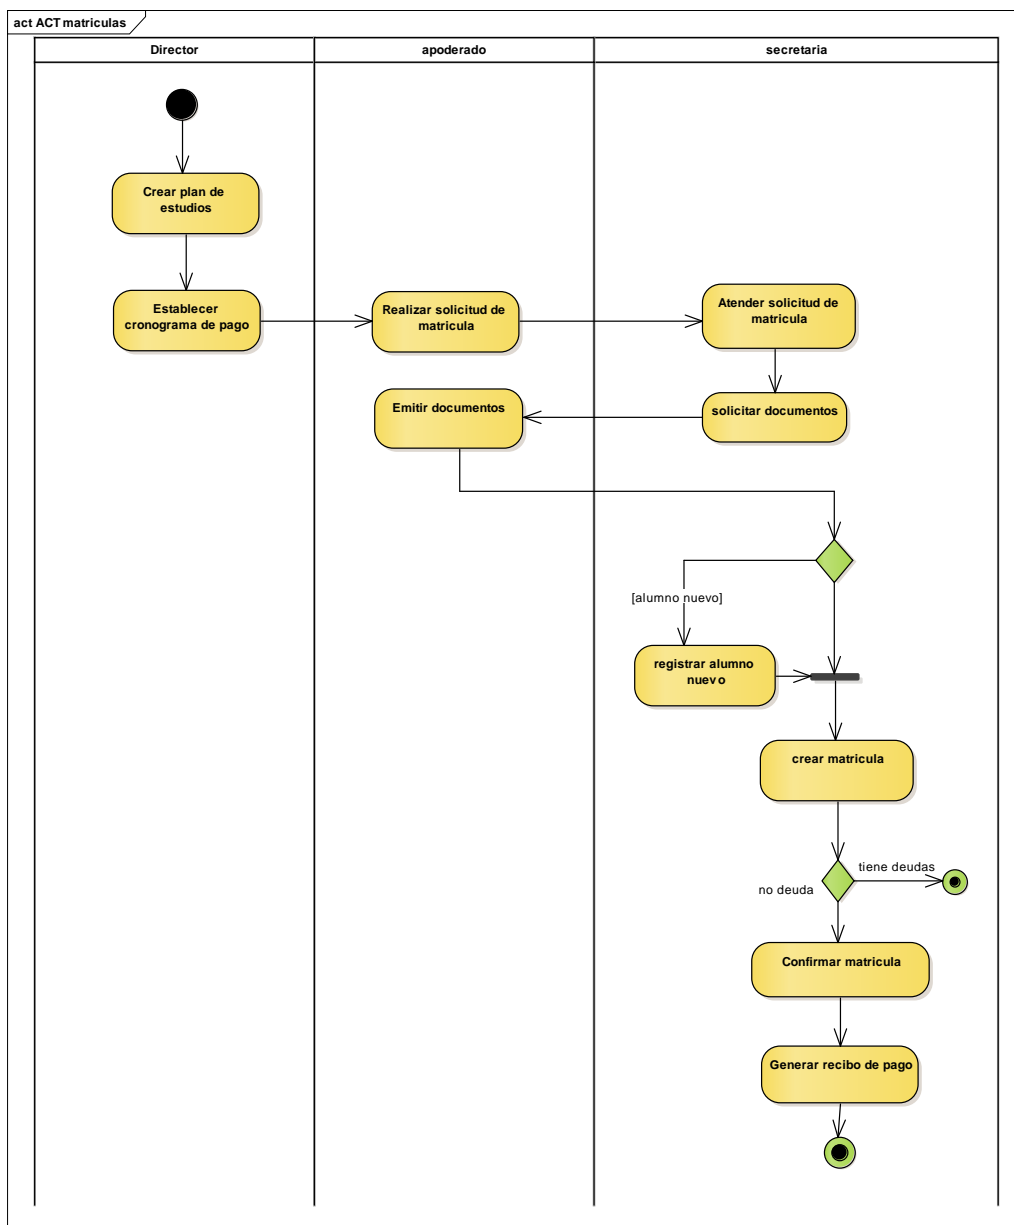 act ACT matriculas
Director
apoderado
secretaria
Crear plan de
estudios
Establecer
cronograma de pago
Realizar solicitud de
matricula
Atender solicitud de
matricula
Emitir documentos
solicitar documentos
[alumno nuevo]
registrar alumno
nuevo
crear matricula
tiene deudas
no deuda
Confirmar matricula
Generar recibo de pago